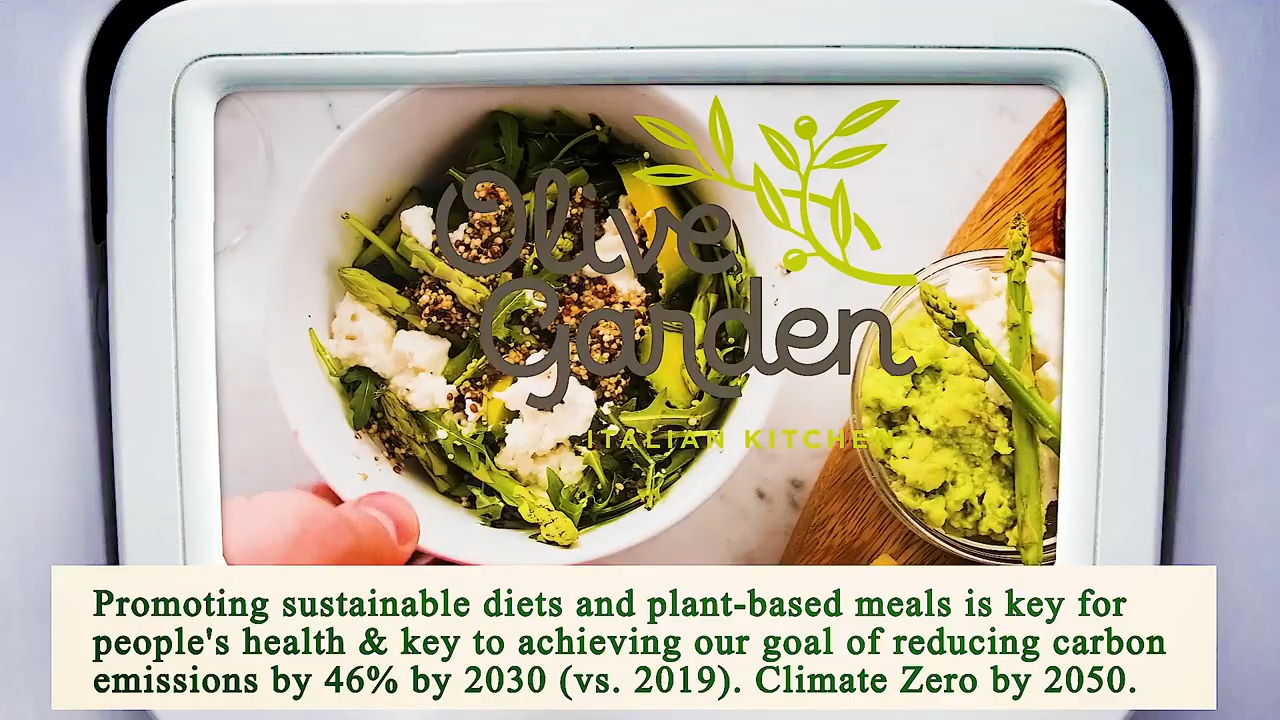 Olive
Garden
ITALIAN KITCHEN
Promoting sustainable diets and plant-based meals is key for
people's health & key to achieving our goal of reducing carbon
emissions by 46% by 2030 (vs. 2019). Climate Zero by 2050.